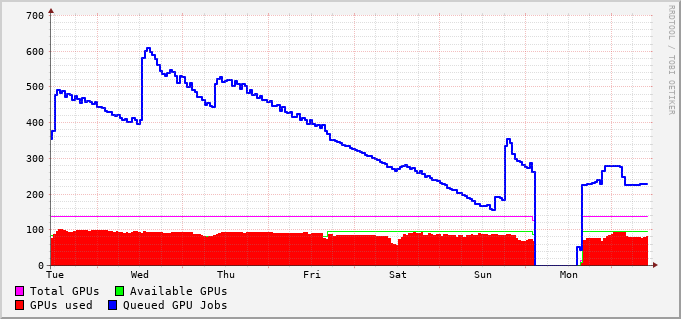 700
600
500
400
300
200
100
0
Tue Wed Thu Fri Sat Sun Mon
Total GPUs Available GPUs
GPUs used Queued GPU Jobs
RRDTOOL / TOBI OETIKER